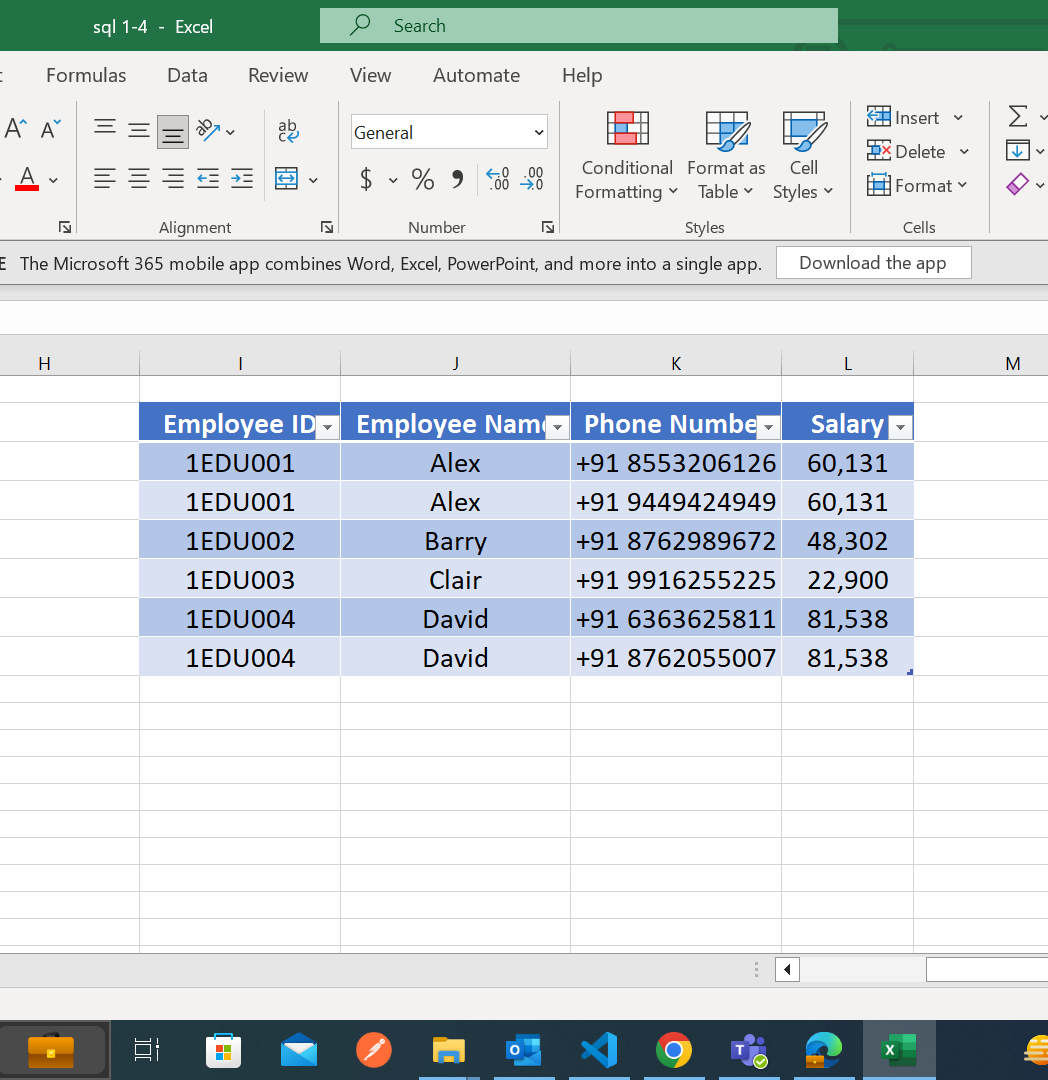 sql 1-4 - Excel
Search
Formulas Data Review View Automate Help
General
Insert
Delete
Format
Conditional Formatting
Format as Table
Cell Styles
Alignment Number Styles Cells
E The Microsoft 365 mobile app combines Word, Excel, PowerPoint, and more into a single app. Download the app
H I J K L M
Employee ID Employee Nam Phone Numbe Salary
1EDU001 Alex +91 8553206126 60,131
1EDU001 Alex +91 9449424949 60,131
1EDU002 Barry +91 8762989672 48,302
1EDU003 Clair +91 9916255225 22,900
1EDU004 David +91 6363625811 81,538
1EDU004 David +91 8762055007 81,538